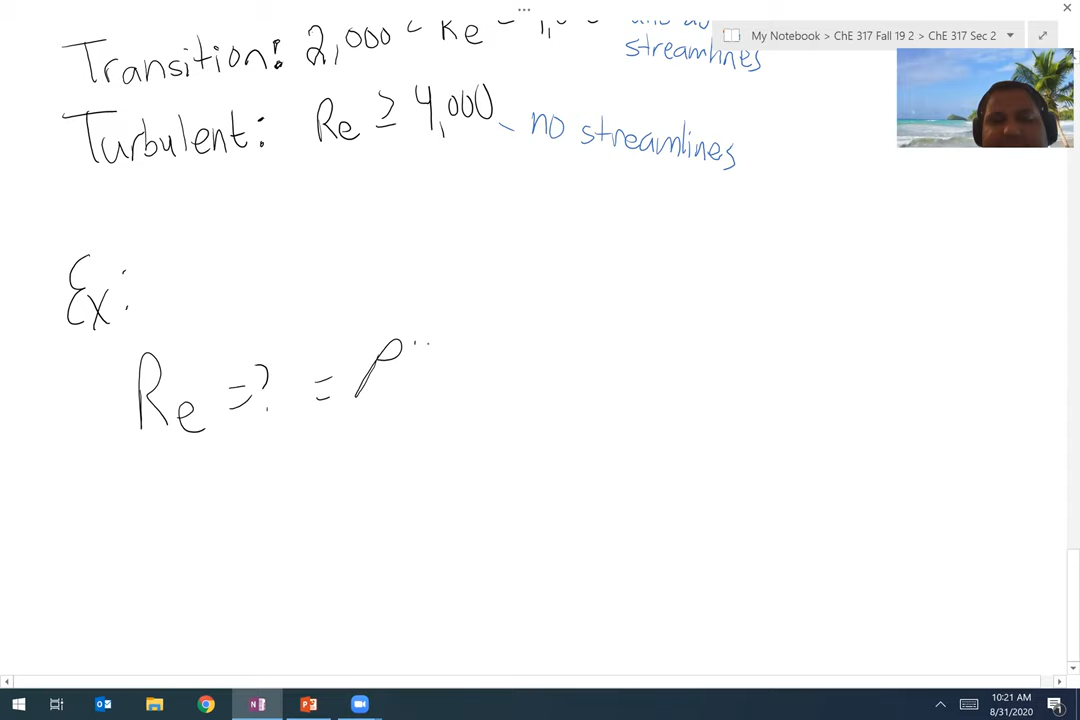 My Notebook > ChE 317 Fall 19 2 > ChE 317 Sec 2
Transition: 2,000 < Re
streamlines
Turbulent: Re ≥ 4,000 no streamlines
Ex:
Re =? = ρ
10:21 AM
8/31/2020